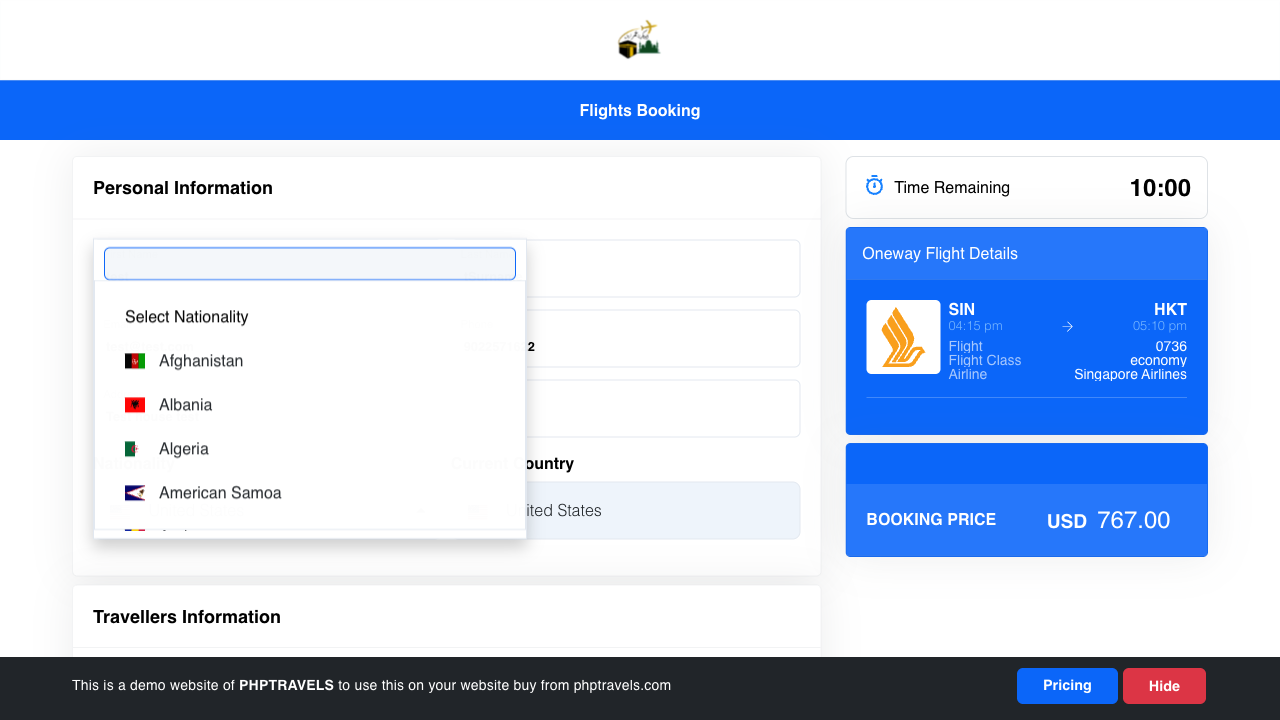 Flights Booking
Personal Information
Select Nationality
Afghanistan
Albania
Algeria
American Samoa
2
Current Country
ited States
Travellers Information
Time Remaining
10:00
Oneway Flight Details
SIN
HKT
04:15 pm
05:10 pm
Flight
0736
Flight Class
economy
Airline
Singapore Airlines
BOOKING PRICE
USD 767.00
This is a demo website of PHPTRAVELS to use this on your website buy from phptravels.com
Pricing
Hide